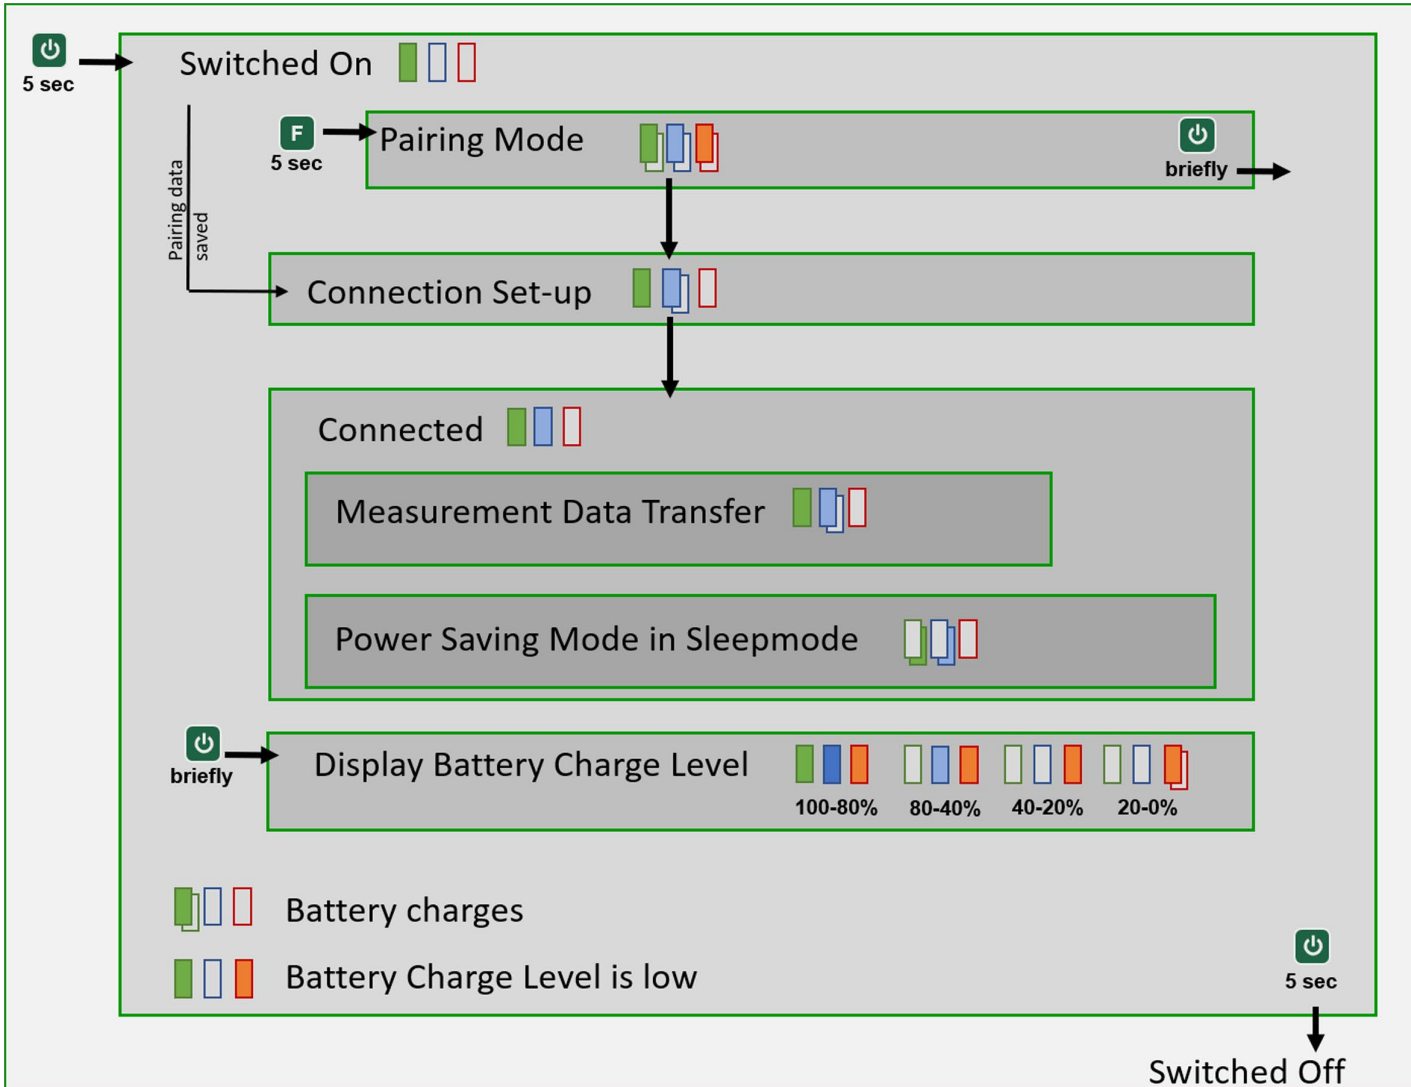 Switched On
5 sec
F
5 sec
Pairing Mode
briefly
Pairing data
saved
Connection Set-up
Connected
Measurement Data Transfer
Power Saving Mode in Sleepmode
briefly
Display Battery Charge Level
100-80%
80-40%
40-20%
20-0%
Battery charges
Battery Charge Level is low
5 sec
Switched Off